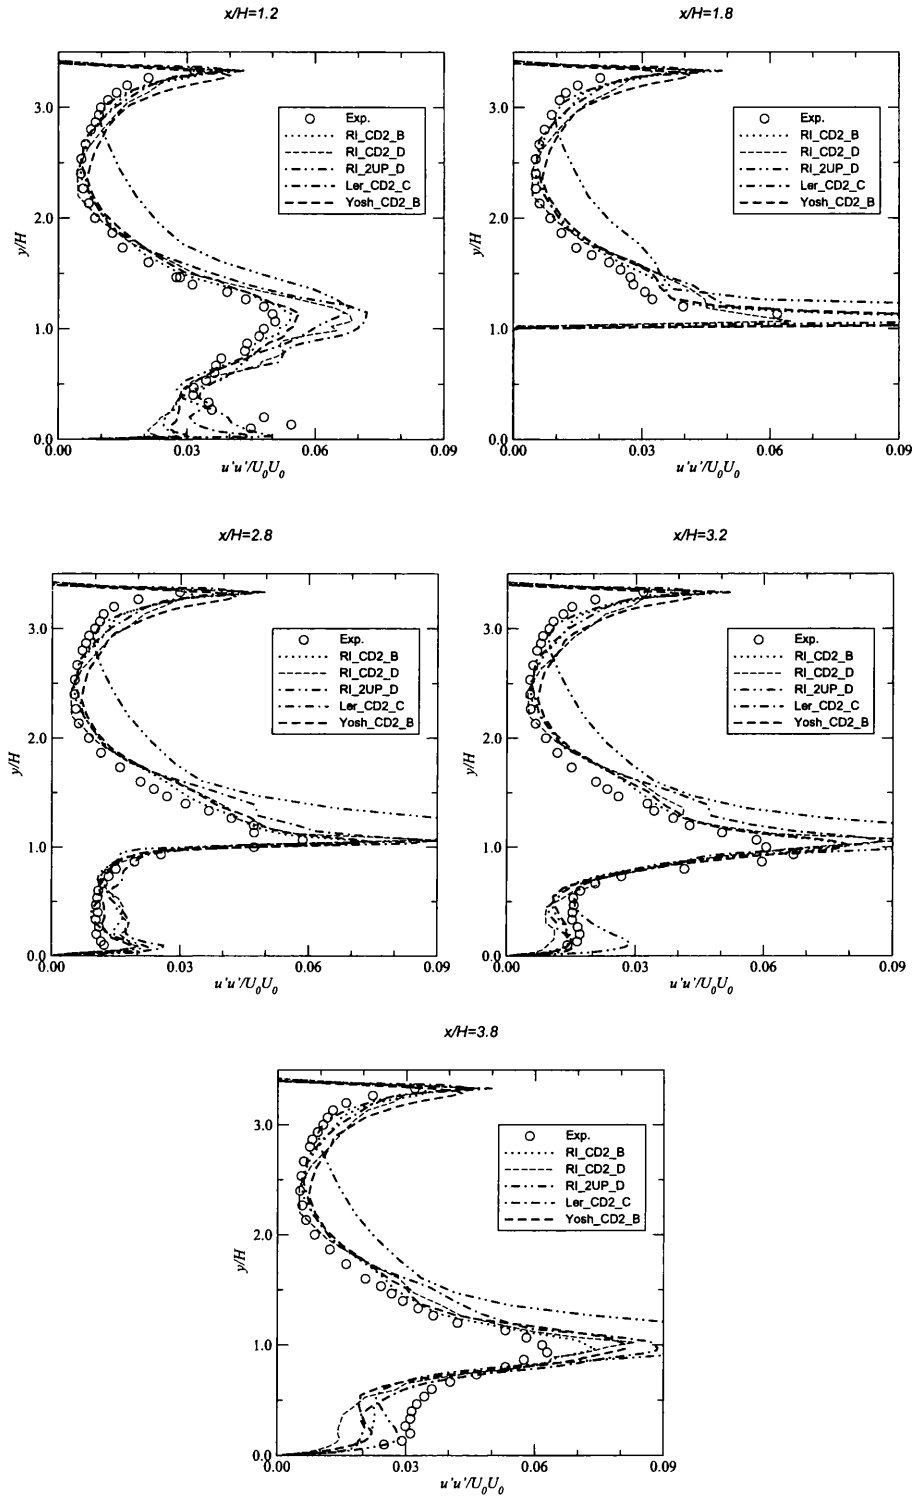 x/H=1.2
3.0
2.0
1.0
0.0
y/H
Exp.
RI_CD2_B
RI_CD2_D
RI_2UP_D
Ler_CD2_C
Yosh_CD2_B
0.00 0.03 0.06 0.09
u'u'/U0U0
x/H=1.8
3.0
2.0
1.0
0.0
y/H
Exp.
RI_CD2_B
RI_CD2_D
RI_2UP_D
Ler_CD2_C
Yosh_CD2_B
0.00 0.03 0.06 0.09
u'u'/U0U0
x/H=2.8
3.0
2.0
1.0
0.0
y/H
Exp.
RI_CD2_B
RI_CD2_D
RI_2UP_D
Ler_CD2_C
Yosh_CD2_B
0.00 0.03 0.06 0.09
u'u'/U0U0
x/H=3.2
3.0
2.0
1.0
0.0
y/H
Exp.
RI_CD2_B
RI_CD2_D
RI_2UP_D
Ler_CD2_C
Yosh_CD2_B
0.00 0.03 0.06 0.09
u'u'/U0U0
x/H=3.8
3.0
2.0
1.0
0.0
y/H
Exp.
RI_CD2_B
RI_CD2_D
RI_2UP_D
Ler_CD2_C
Yosh_CD2_B
0.00 0.03 0.06 0.09
u'u'/U0U0